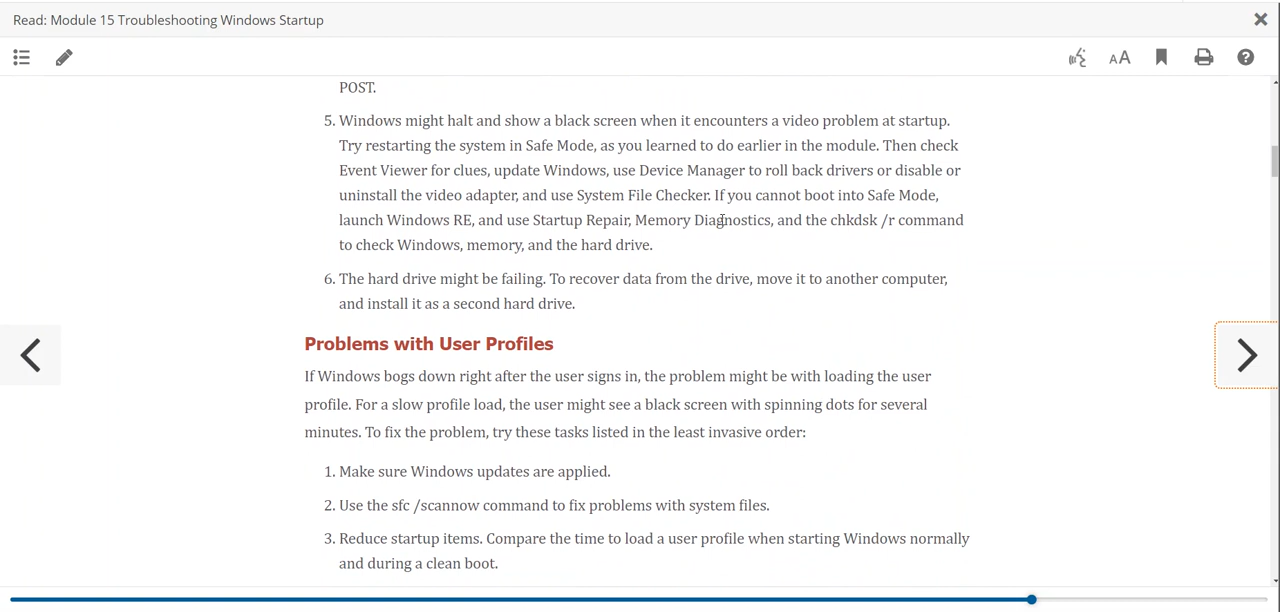 Read: Module 15 Troubleshooting Windows Startup
AA
POST.
5. Windows might halt and show a black screen when it encounters a video problem at startup.
Try restarting the system in Safe Mode, as you learned to do earlier in the module. Then check
Event Viewer for clues, update Windows, use Device Manager to roll back drivers or disable or
uninstall the video adapter, and use System File Checker. If you cannot boot into Safe Mode,
launch Windows RE, and use Startup Repair, Memory Diagnostics, and the chkdsk /r command
to check Windows, memory, and the hard drive.
6. The hard drive might be failing. To recover data from the drive, move it to another computer,
and install it as a second hard drive.
Problems with User Profiles
If Windows bogs down right after the user signs in, the problem might be with loading the user
profile. For a slow profile load, the user might see a black screen with spinning dots for several
minutes. To fix the problem, try these tasks listed in the least invasive order:
1. Make sure Windows updates are applied.
2. Use the sfc /scannow command to fix problems with system files.
3. Reduce startup items. Compare the time to load a user profile when starting Windows normally
and during a clean boot.